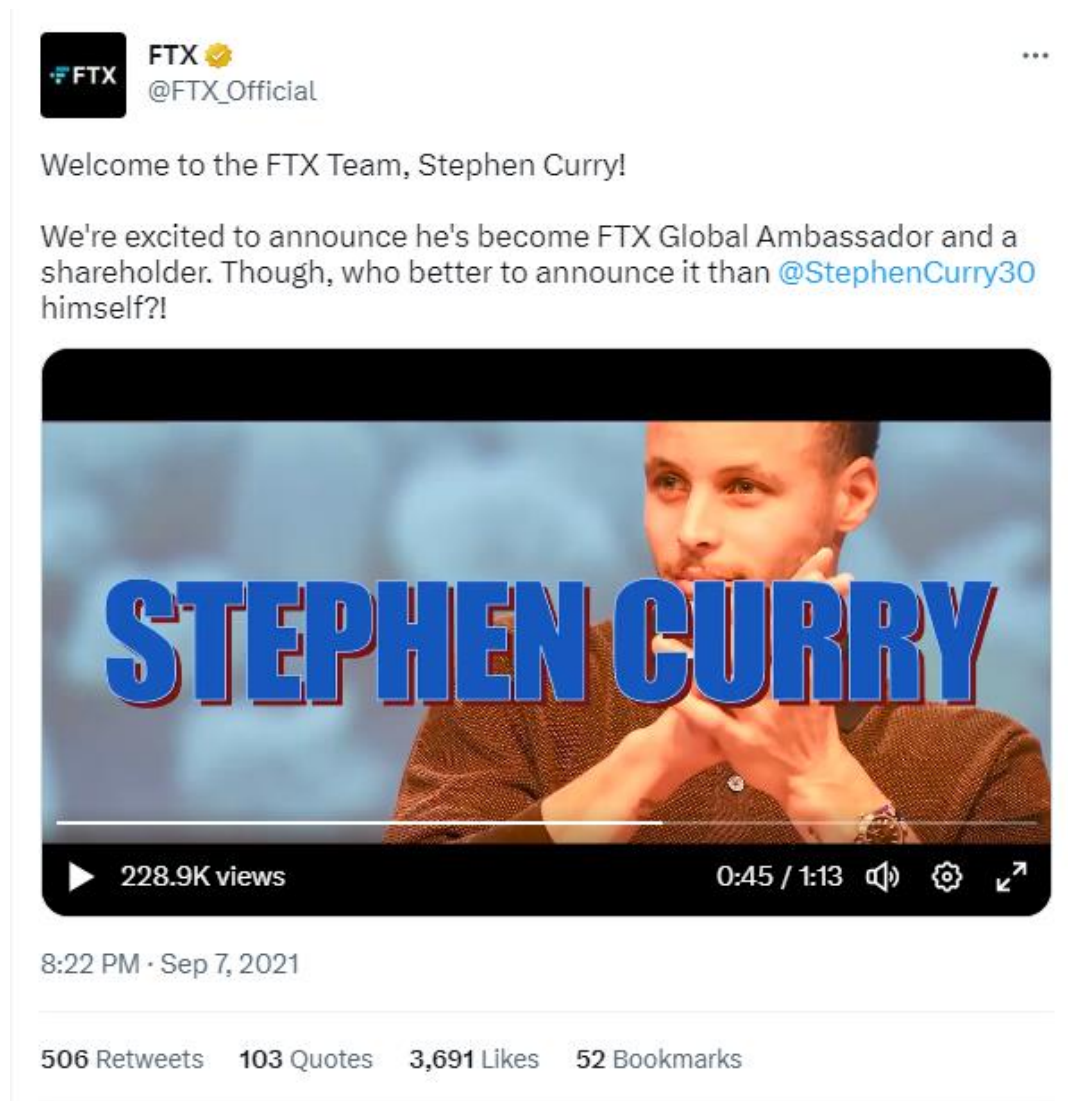 FTX
FTX
@FTX_Official
Welcome to the FTX Team, Stephen Curry!
We're excited to announce he's become FTX Global Ambassador and a
shareholder. Though, who better to announce it than @StephenCurry30
himself?!
STEPHEN CURRY
228.9K views
0:45 / 1:13
8:22 PM · Sep 7, 2021
506 Retweets 103 Quotes 3,691 Likes 52 Bookmarks